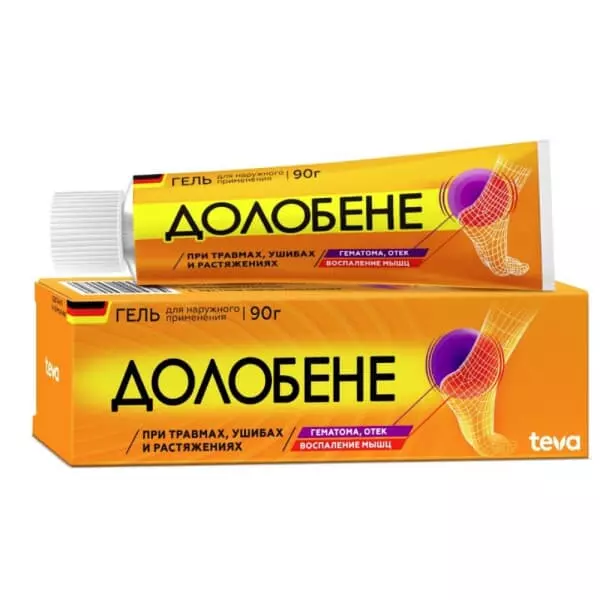 ГЕЛЬ для наружного применения 90г
ДОЛОБЕНЕ
ПРИ ТРАВМАХ, УШИБАХ
И РАСТЯЖЕНИЯХ
ГЕМАТОМА, ОТЕК
ВОСПАЛЕНИЕ МЫШЦ
ГЕЛЬ для наружного применения 90г
ДОЛОБЕНЕ
ПРИ ТРАВМАХ, УШИБАХ
И РАСТЯЖЕНИЯХ
ГЕМАТОМА, ОТЕК
ВОСПАЛЕНИЕ МЫШЦ
teva
teva